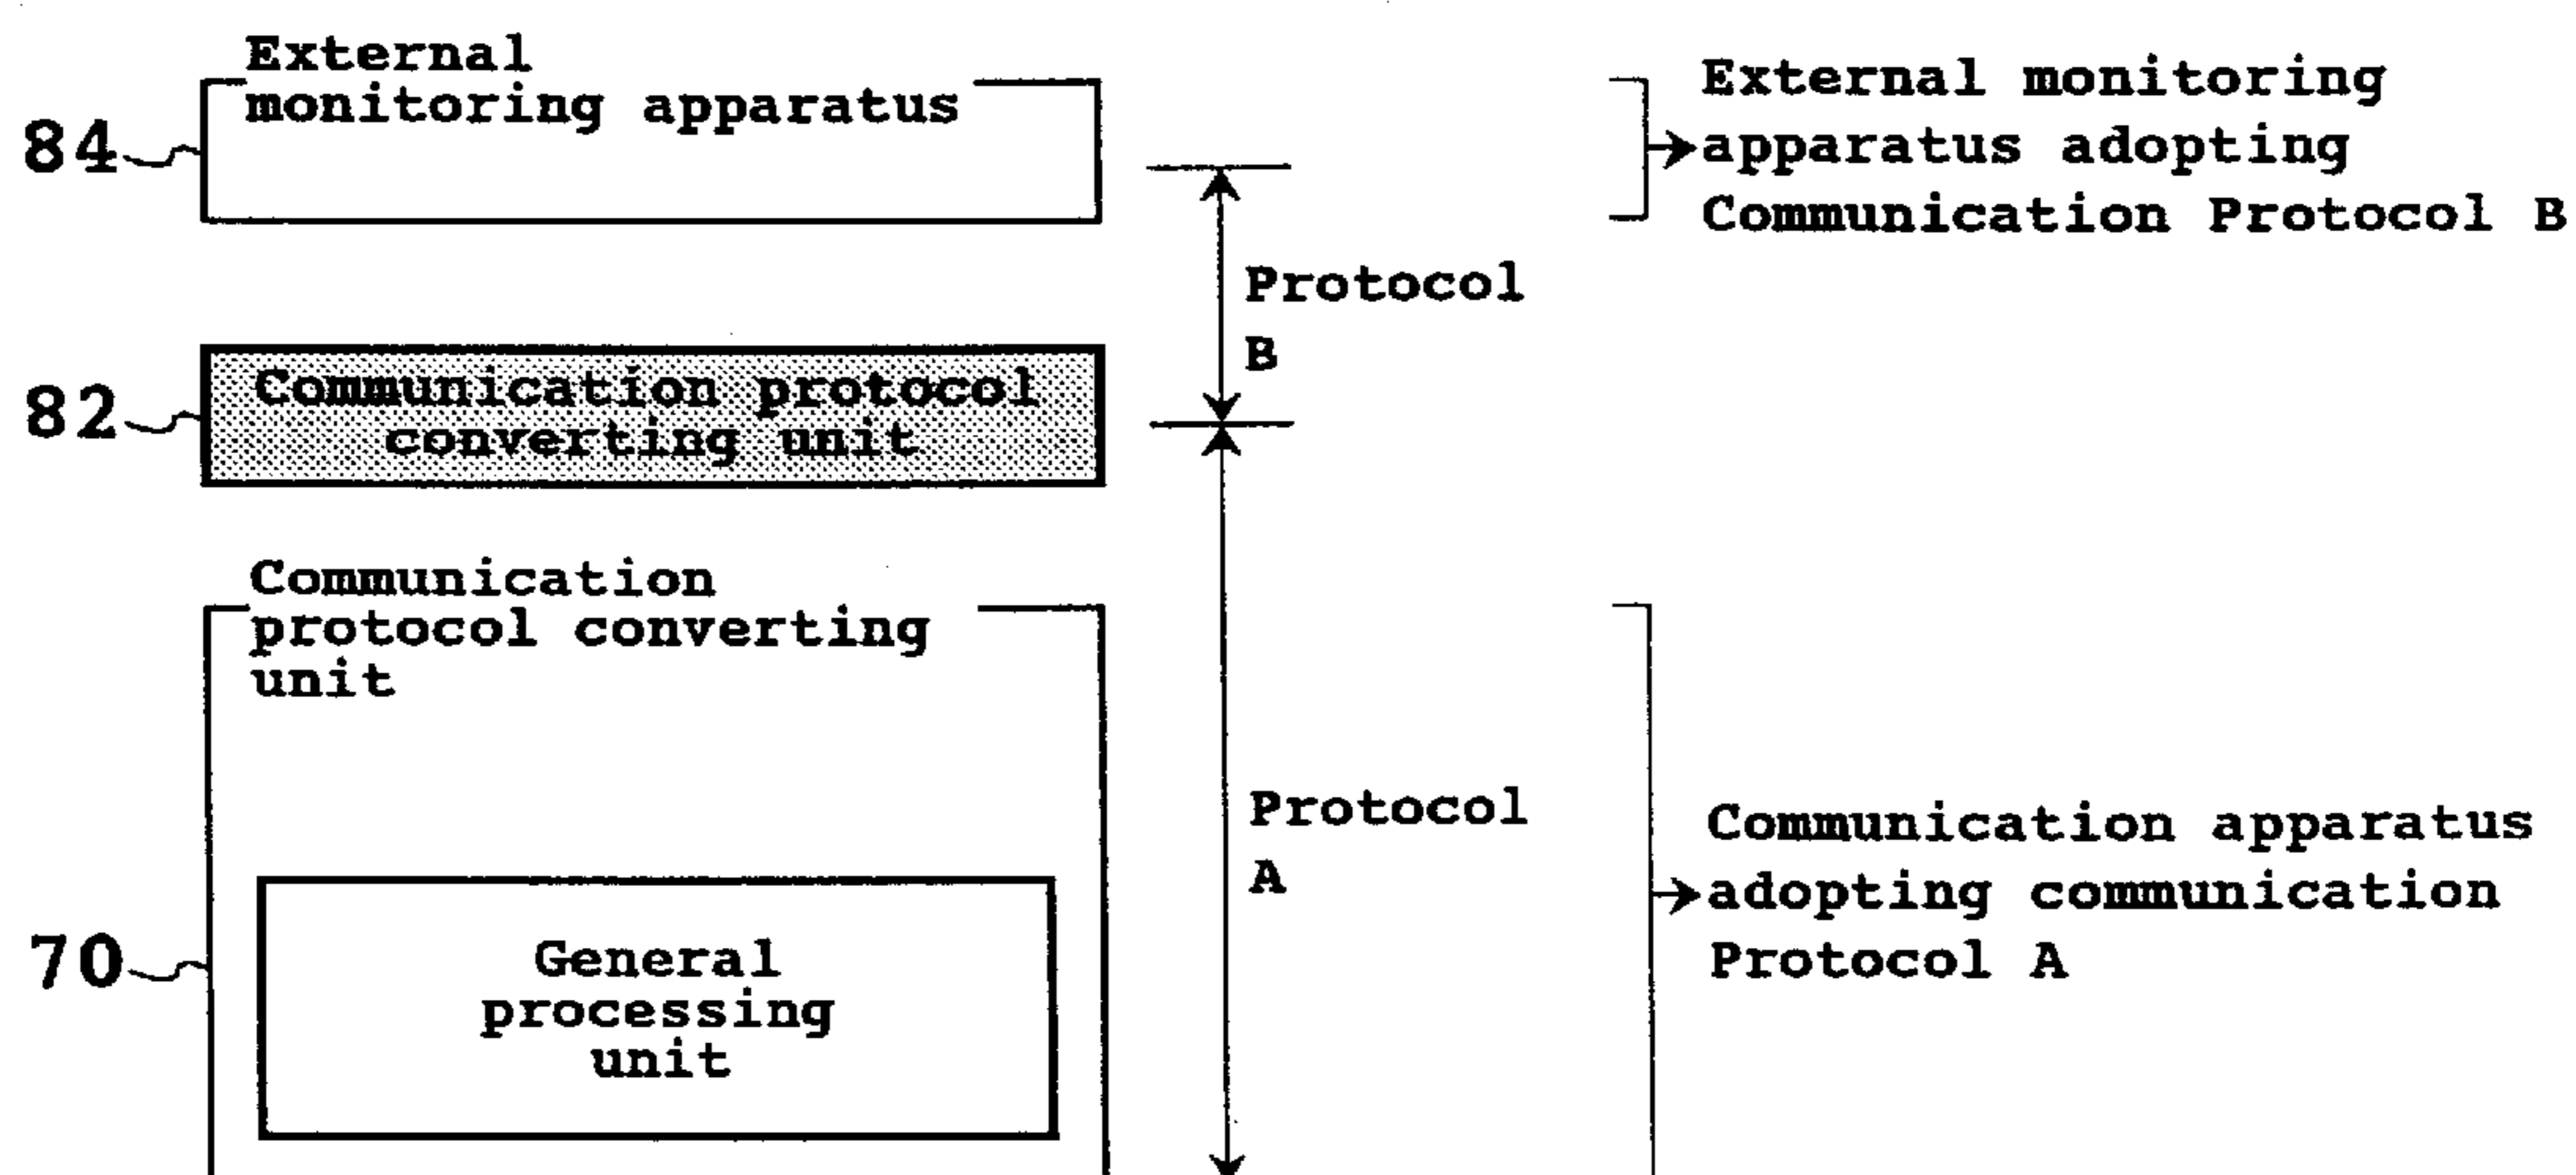 External
monitoring apparatus
84
External monitoring
apparatus adopting
Communication Protocol B
Protocol
B
82
Communication protocol
converting unit
Communication
protocol converting
unit
Protocol
A
Communication apparatus
adopting communication
Protocol A
70
General
processing
unit